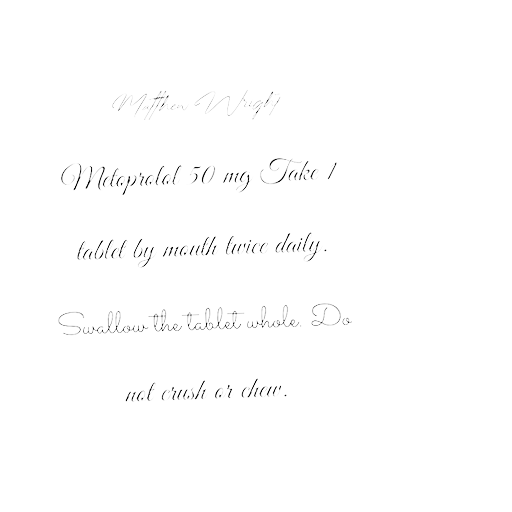 Matthew Wright
Metoprolol 50 mg Take 1
tablet by mouth twice daily.
Swallow the tablet whole. Do
not crush or chew.